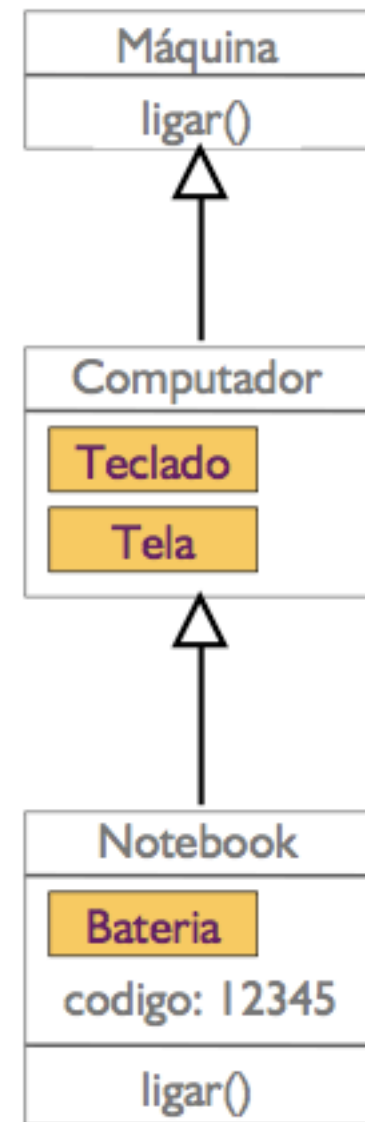 Máquina
ligar()
Computador
Teclado
Tela
Notebook
Bateria
codigo: 12345
ligar()